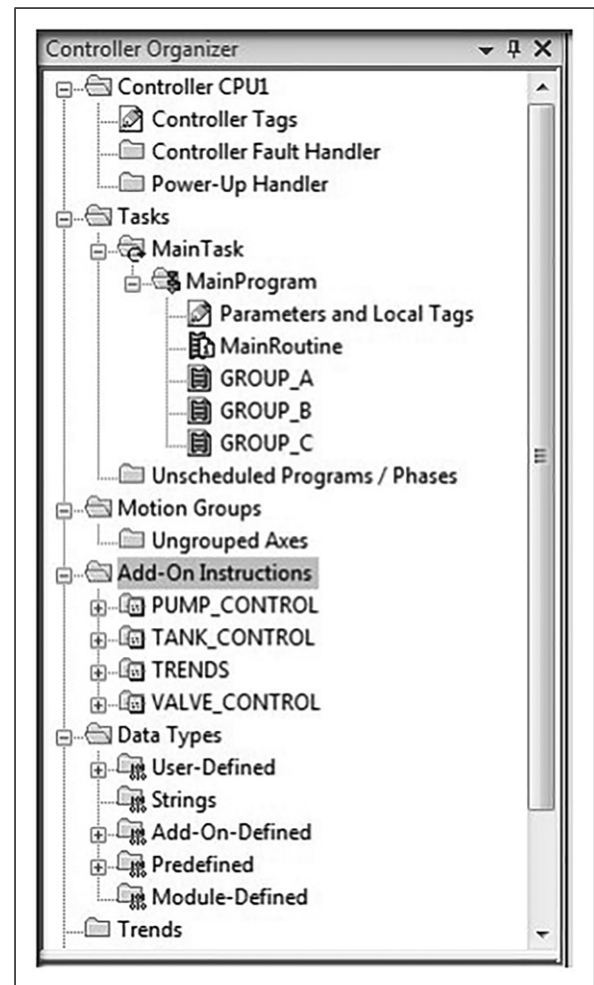 Controller Organizer
Controller CPU1
Controller Tags
Controller Fault Handler
Power-Up Handler
Tasks
MainTask
MainProgram
Parameters and Local Tags
MainRoutine
GROUP_A
GROUP_B
GROUP_C
Unscheduled Programs / Phases
Motion Groups
Ungrouped Axes
Add-On Instructions
PUMP_CONTROL
TANK_CONTROL
TRENDS
VALVE_CONTROL
Data Types
User-Defined
Strings
Add-On-Defined
Predefined
Module-Defined
Trends